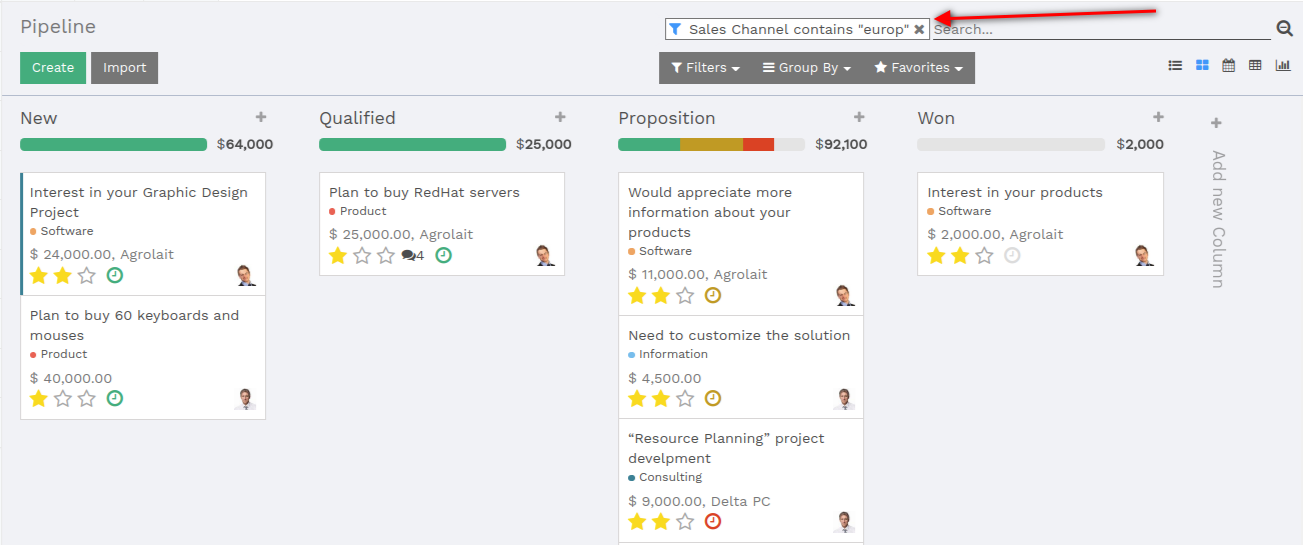 Pipeline
Sales Channel contains "europ" ✖ Search...
Create Import
Filters Group By Favorites
New
$64,000
Interest in your Graphic Design
Project
Software
$ 24,000.00, Agrolait
Plan to buy 60 keyboards and
mouses
Product
$ 40,000.00
Qualified
$25,000
Plan to buy RedHat servers
Product
$ 25,000.00, Agrolait
4
Proposition
$92,100
Would appreciate more
information about your
products
Software
$ 11,000.00, Agrolait
Need to customize the solution
Information
$ 4,500.00
“Resource Planning” project
develpment
Consulting
$ 9,000.00, Delta PC
Won
$2,000
Interest in your products
Software
$ 2,000.00, Agrolait
Add new Column